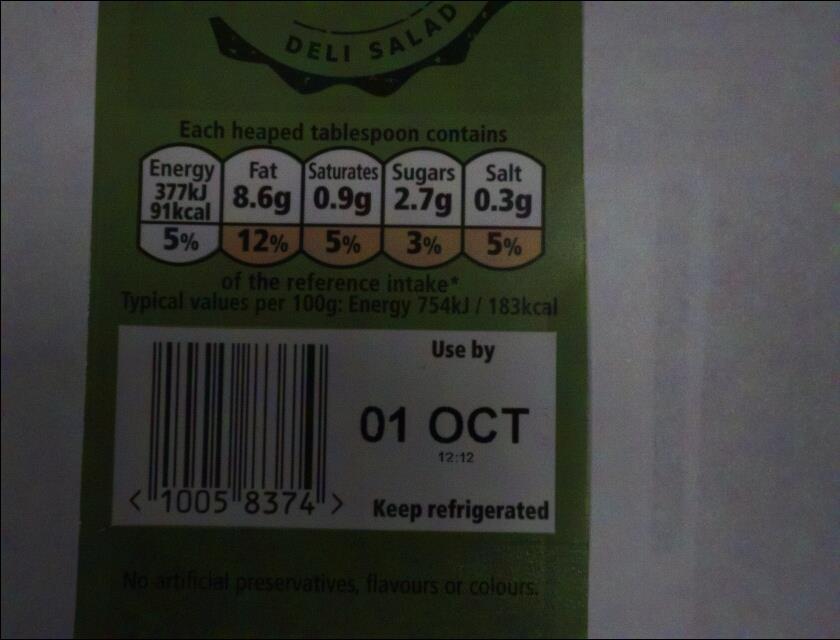 DELI SALAD
Each heaped tablespoon contains
Energy Fat Saturates Sugars Salt
377kJ 91kcal 8.6g 0.9g 2.7g 0.3g
5% 12% 5% 3% 5%
of the reference intake*
Typical values per 100g: Energy 754kJ / 183kcal
Use by
01 OCT
12:12
< 1005 8374 >
Keep refrigerated
No artificial preservatives, flavours or colours.